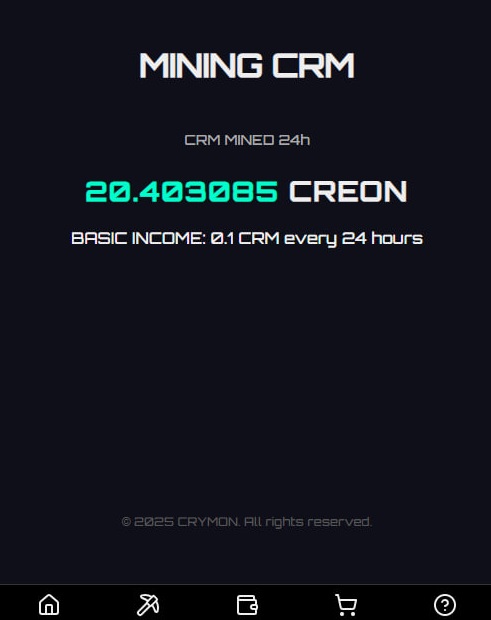 MINING CRM
CRM MINED 24h
20.403085 CREON
BASIC INCOME: 0.1 CRM every 24 hours
© 2025 CRYMON. All rights reserved.